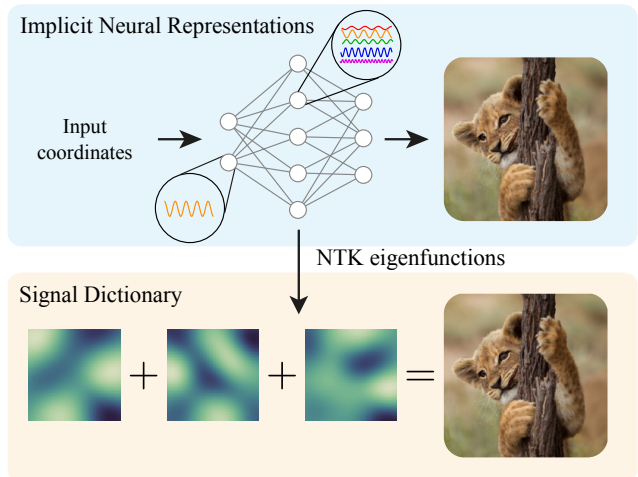 Implicit Neural Representations
Input
coordinates
NTK eigenfunctions
Signal Dictionary
+ + =